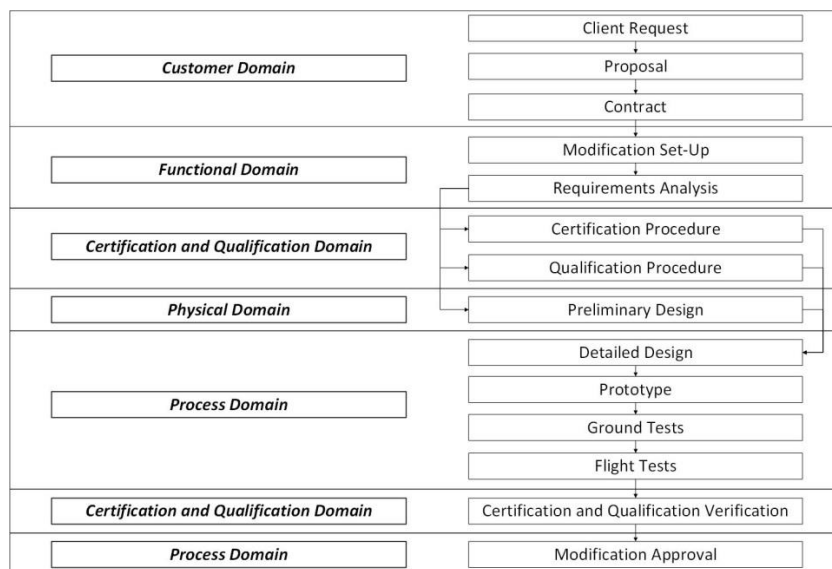 Client Request
Customer Domain
Proposal
Contract
Modification Set-Up
Functional Domain
Requirements Analysis
Certification Procedure
Certification and Qualification Domain
Qualification Procedure
Physical Domain
Preliminary Design
Detailed Design
Prototype
Process Domain
Ground Tests
Flight Tests
Certification and Qualification Domain
Certification and Qualification Verification
Process Domain
Modification Approval